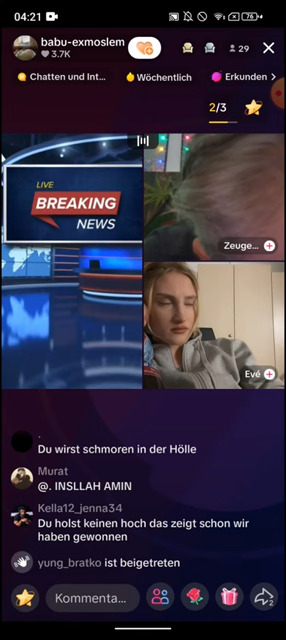 04:21
76
babu-exmoslem
3.7K
29
Chatten und Int...
Wöchentlich
Erkunden
2/3
LIVE
BREAKING
NEWS
Zeuge...
Evé
.
Du wirst schmoren in der Hölle
Murat
@. INSLLAH AMIN
Kella12_jenna34
Du holst keinen hoch das zeigt schon wir
haben gewonnen
yung_bratko ist beigetreten
Kommenta...
2